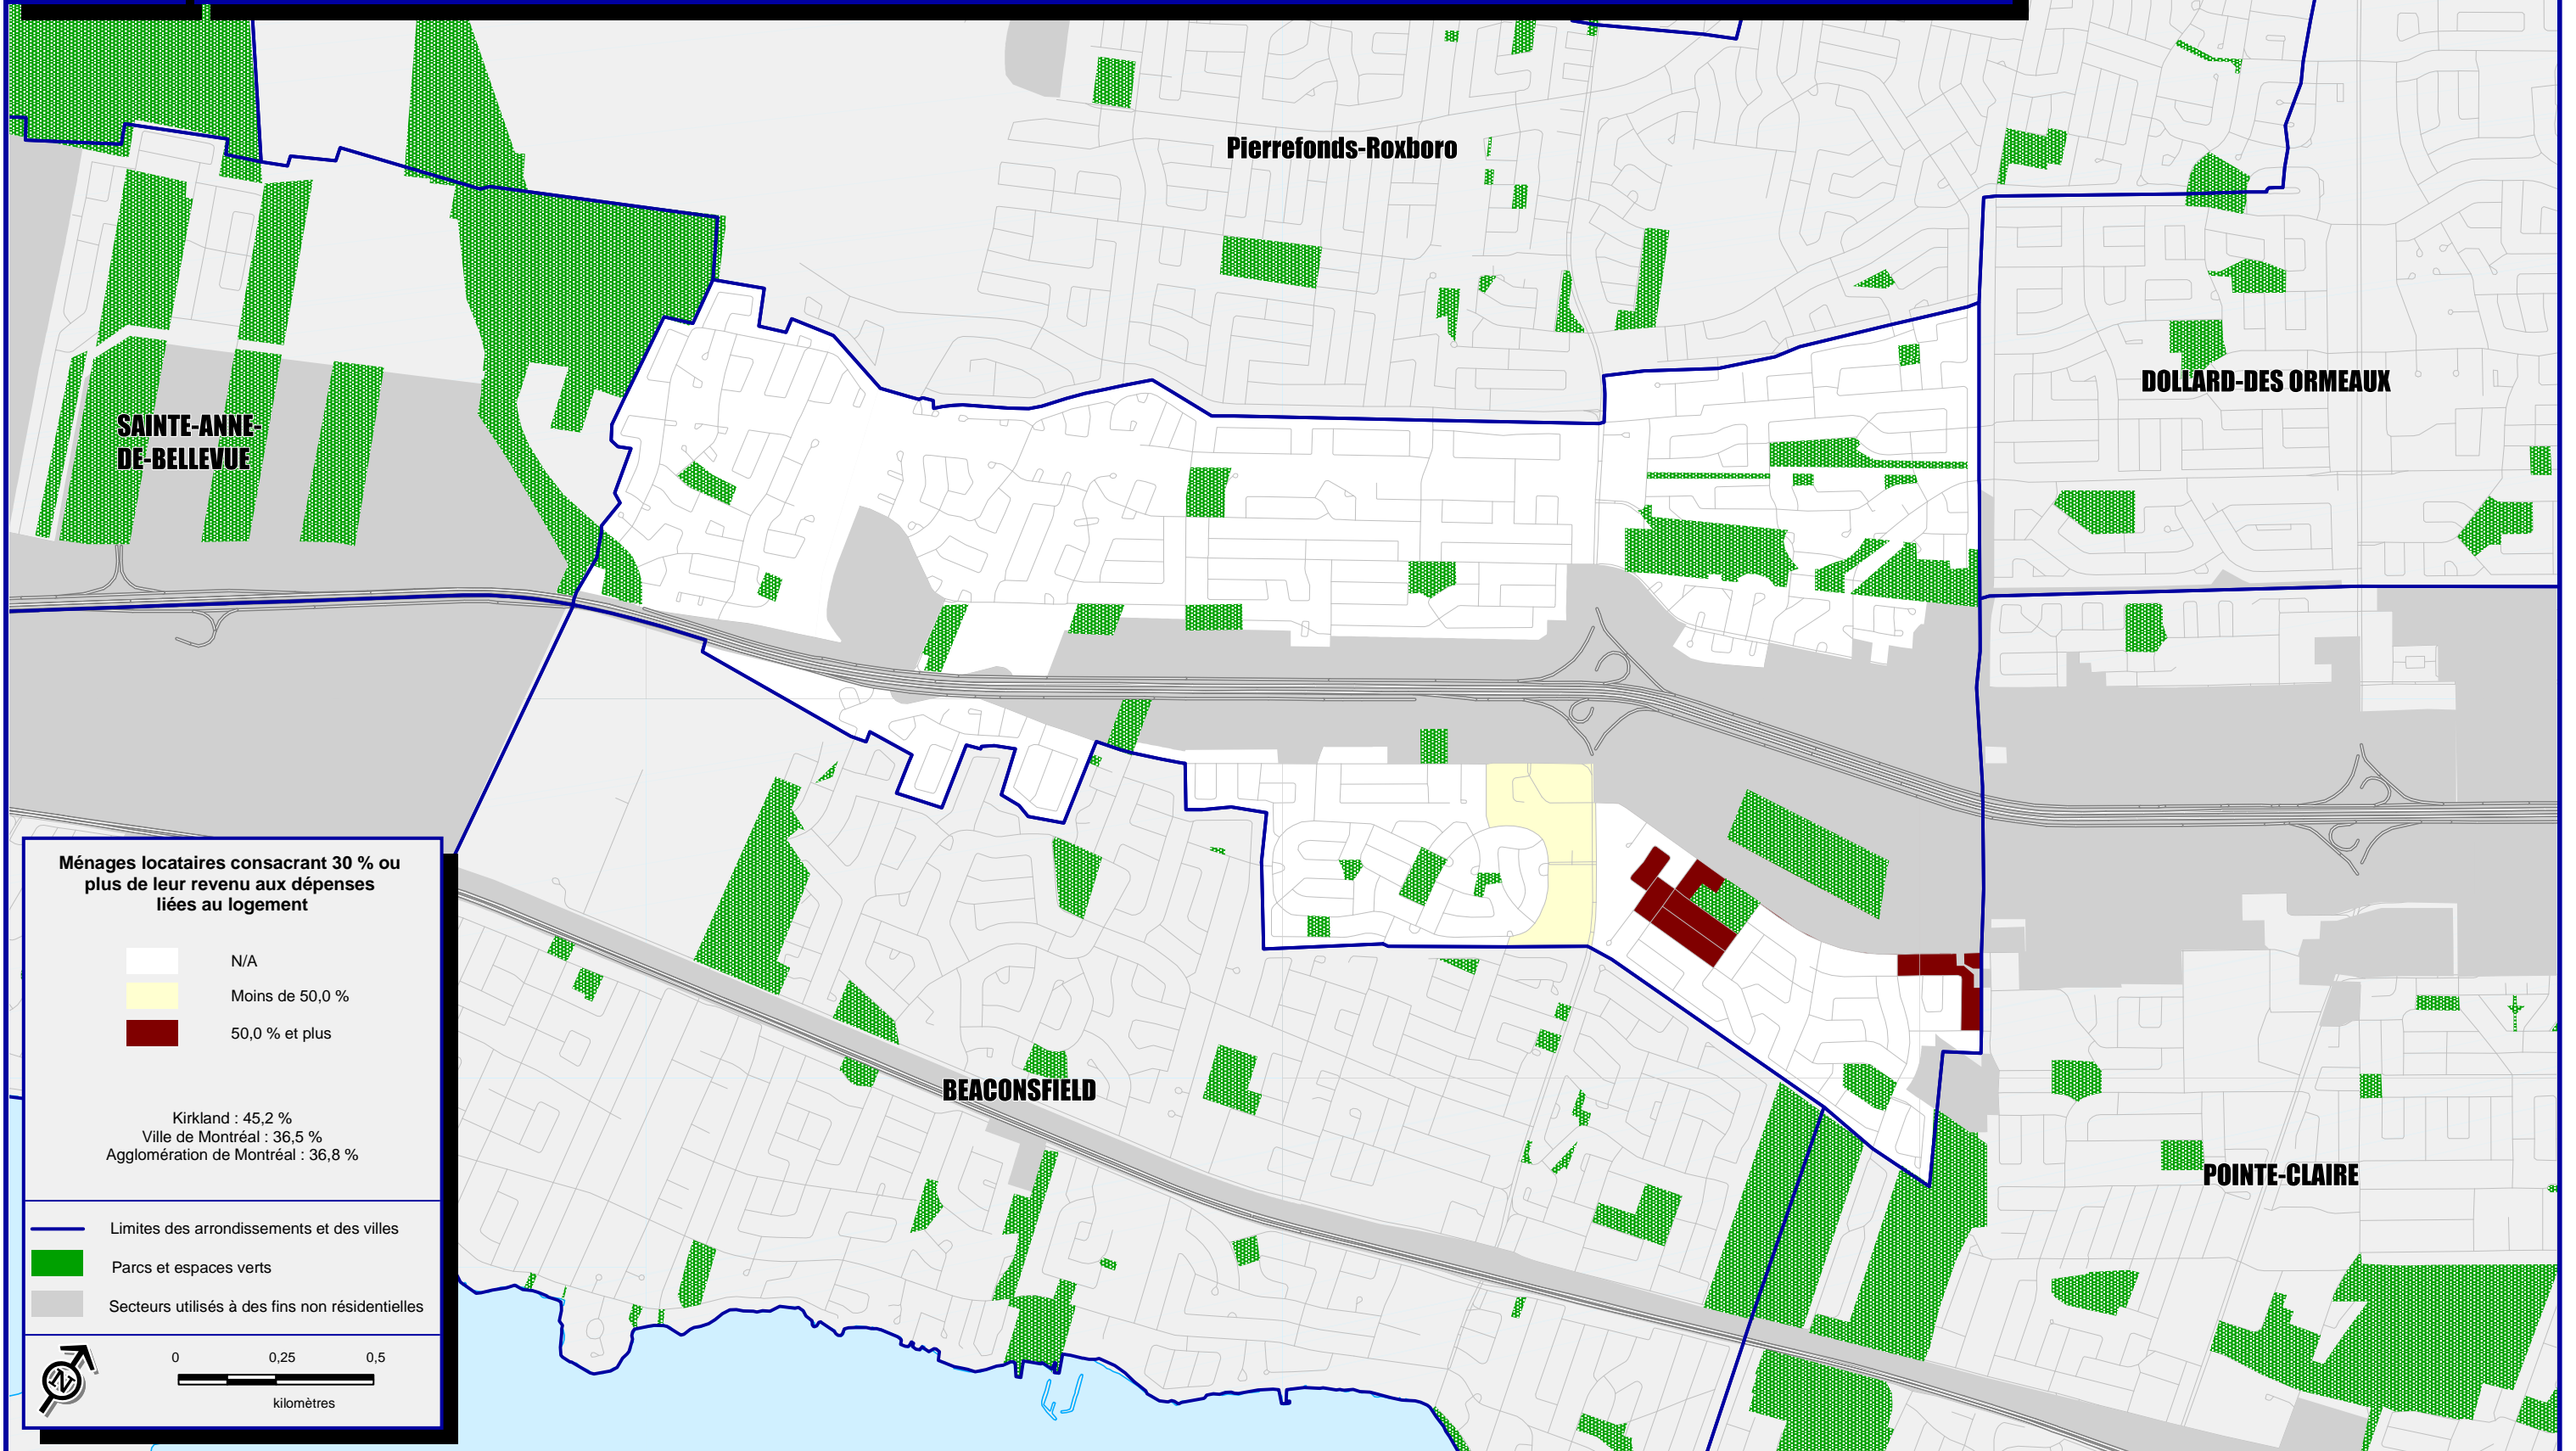 Pierrefonds-Roxboro
DOLLARD-DES ORMEAUX
SAINTE-ANNE-
DE-BELLEVUE
BEACONSFIELD
POINTE-CLAIRE
Ménages locataires consacrant 30 % ou
plus de leur revenu aux dépenses
liées au logement
N/A
Moins de 50,0 %
50,0 % et plus
Kirkland : 45,2 %
Ville de Montréal : 36,5 %
Agglomération de Montréal : 36,8 %
Limites des arrondissements et des villes
Parcs et espaces verts
Secteurs utilisés à des fins non résidentielles
N
0 0,25 0,5
kilomètres